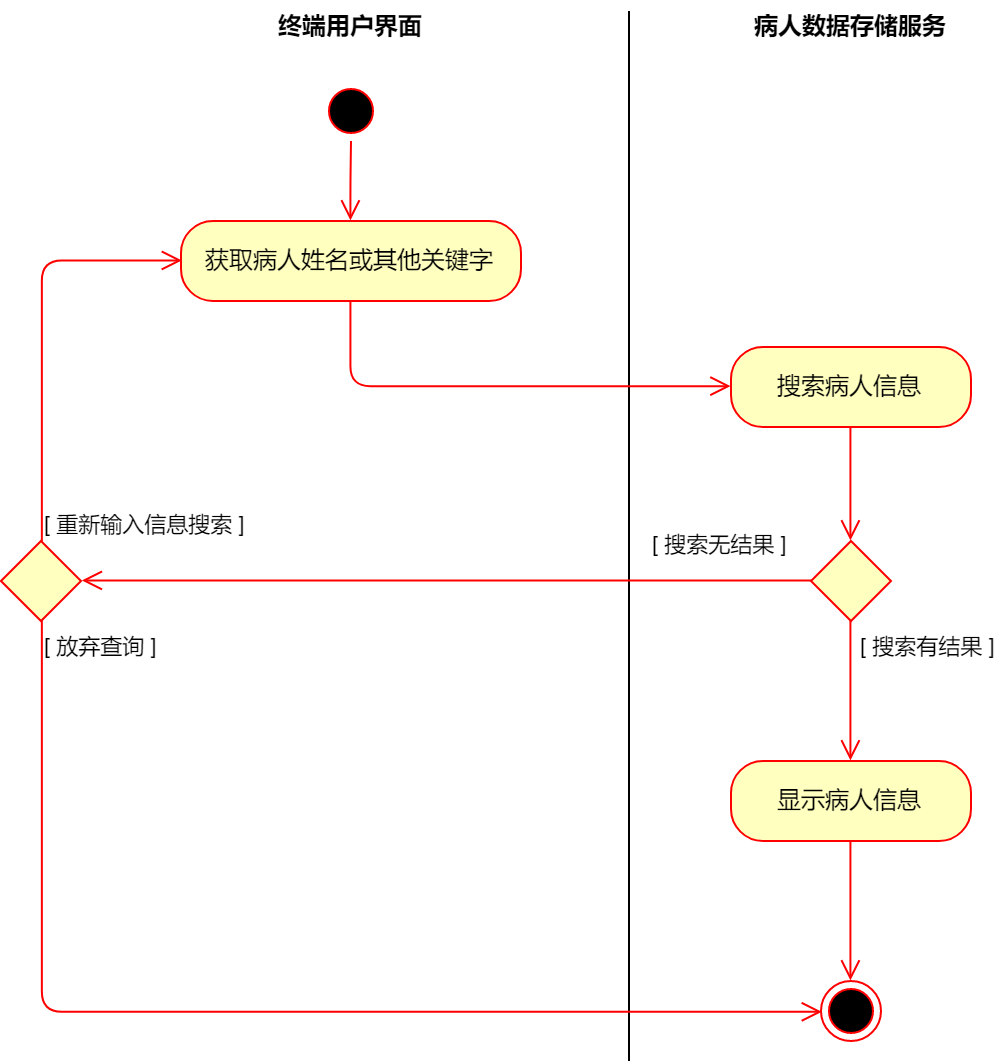 终端用户界面
病人数据存储服务
获取病人姓名或其他关键字
搜索病人信息
[ 重新输入信息搜索 ]
[ 搜索无结果 ]
[ 放弃查询 ]
[ 搜索有结果 ]
显示病人信息